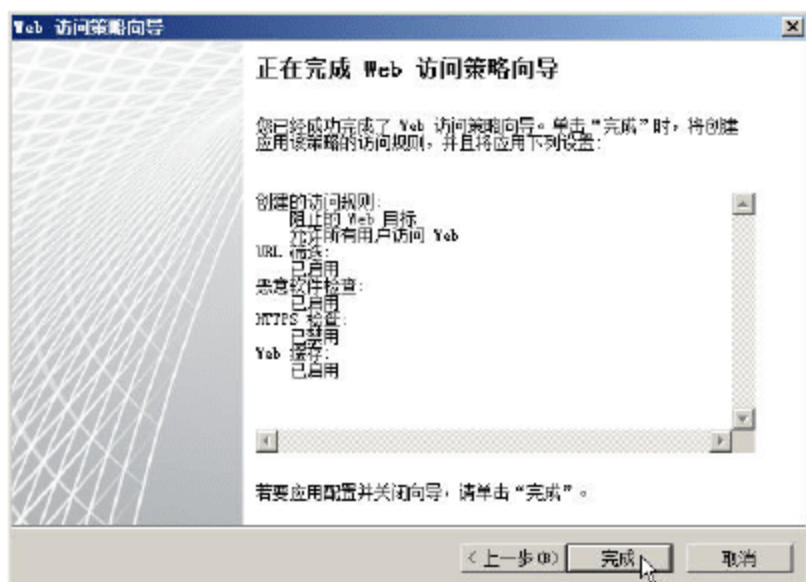 Web 访问策略向导
正在完成 Web 访问策略向导
您已经成功完成了 Web 访问策略向导。单击“完成”时，将创建
应用该策略的访问规则，并且将应用下列设置：
创建的访问规则：
阻止的 Web 目标
允许所有用户访问 Web
URL 筛选：
已启用
恶意软件检查：
已启用
HTTPS 检查：
已禁用
Web 缓存：
已启用
若要应用配置并关闭向导，请单击“完成”。
< 上一步(B)
完成
取消